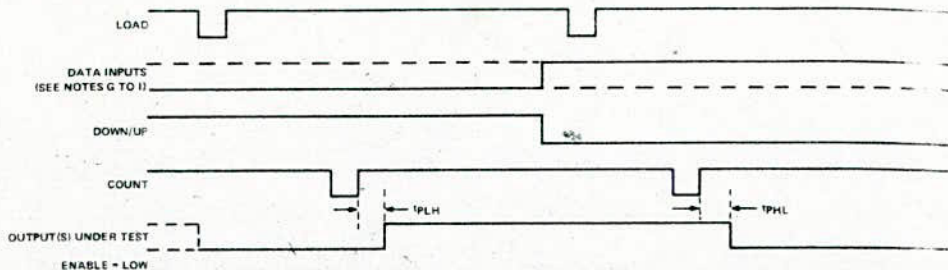 LOAD
DATA INPUTS
(SEE NOTES G TO I)
DOWN/UP
COUNT
tPLH
tPHL
OUTPUT(S) UNDER TEST
ENABLE = LOW